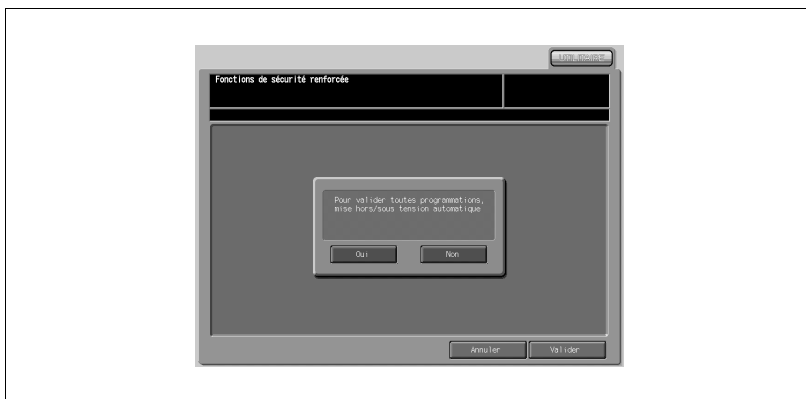 Fonctions de sécurité renforcée
Pour valider toutes programmations,
mise hors/sous tension automatique
Oui
Non
Annuler
Valider